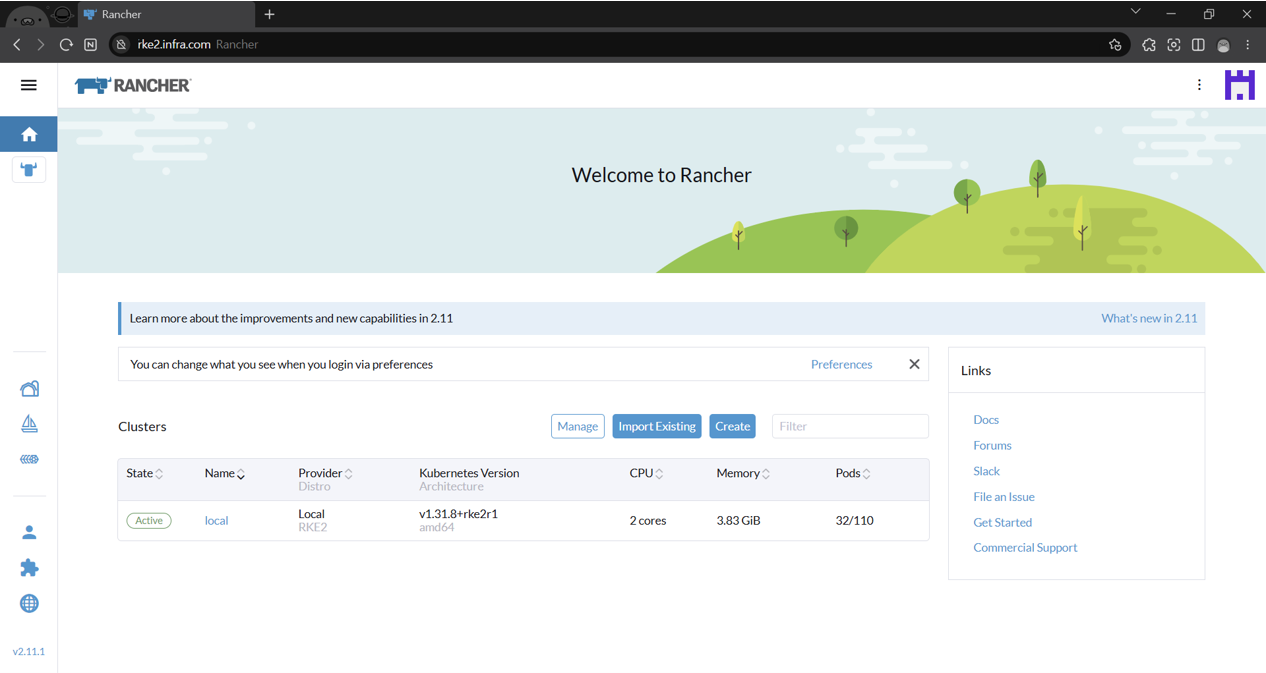 Rancher
rke2.infra.com Rancher
RANCHER
Welcome to Rancher
Learn more about the improvements and new capabilities in 2.11
What's new in 2.11
You can change what you see when you login via preferences
Preferences
Links
Docs
Forums
Slack
File an Issue
Get Started
Commercial Support
Clusters
Manage
Import Existing
Create
Filter
State Name Provider Kubernetes Version CPU Memory Pods
Distro Architecture
Active local Local v1.31.8+rke2r1 2 cores 3.83 GiB 32/110
RKE2 amd64
v2.11.1